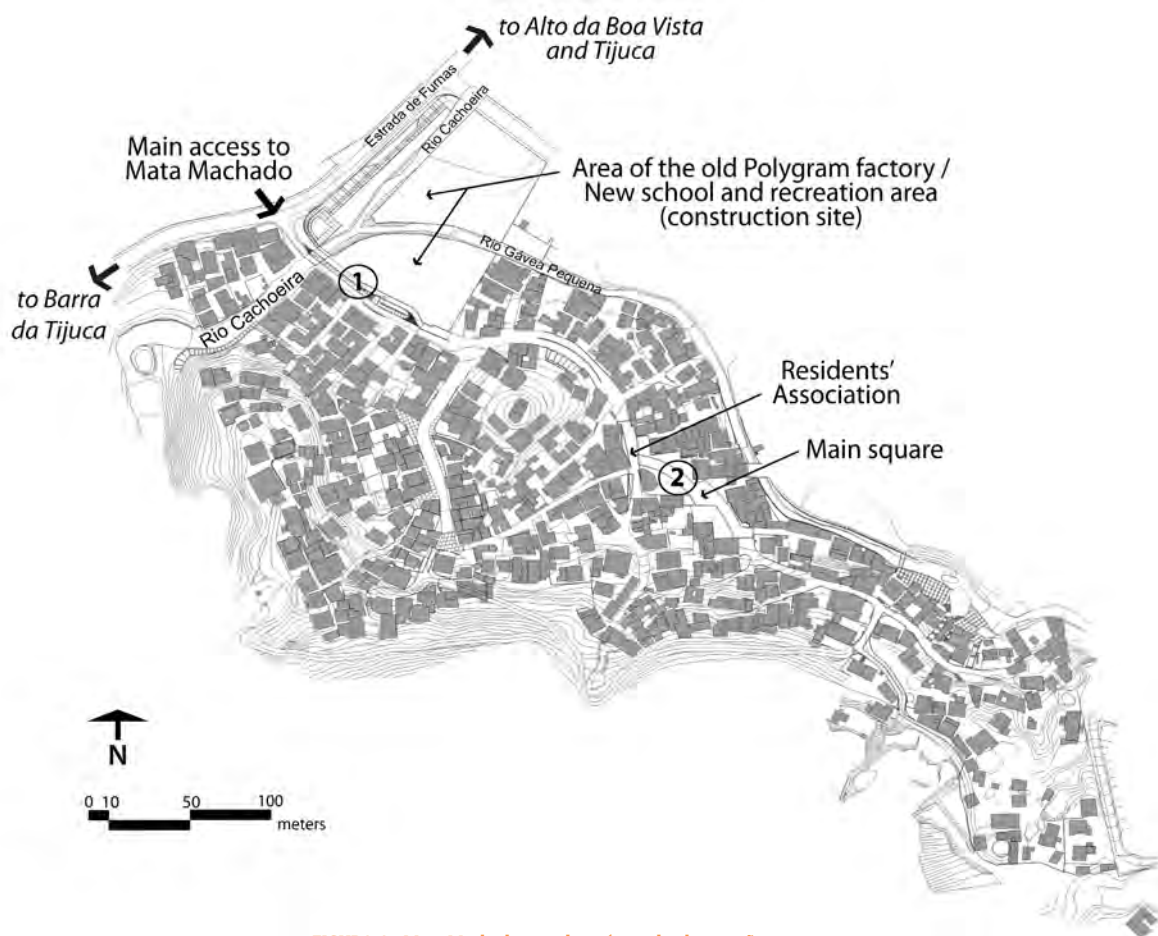 to Alto da Boa Vista
and Tijuca
Estrada de Furnas
Rio Cachoeira
Main access to
Mata Machado
Area of the old Polygram factory /
New school and recreation area
(construction site)
Rio Gávea Pequena
1
to Barra
da Tijuca
Rio Cachoeira
Residents'
Association
Main square
2
N
0 10 50 100
meters